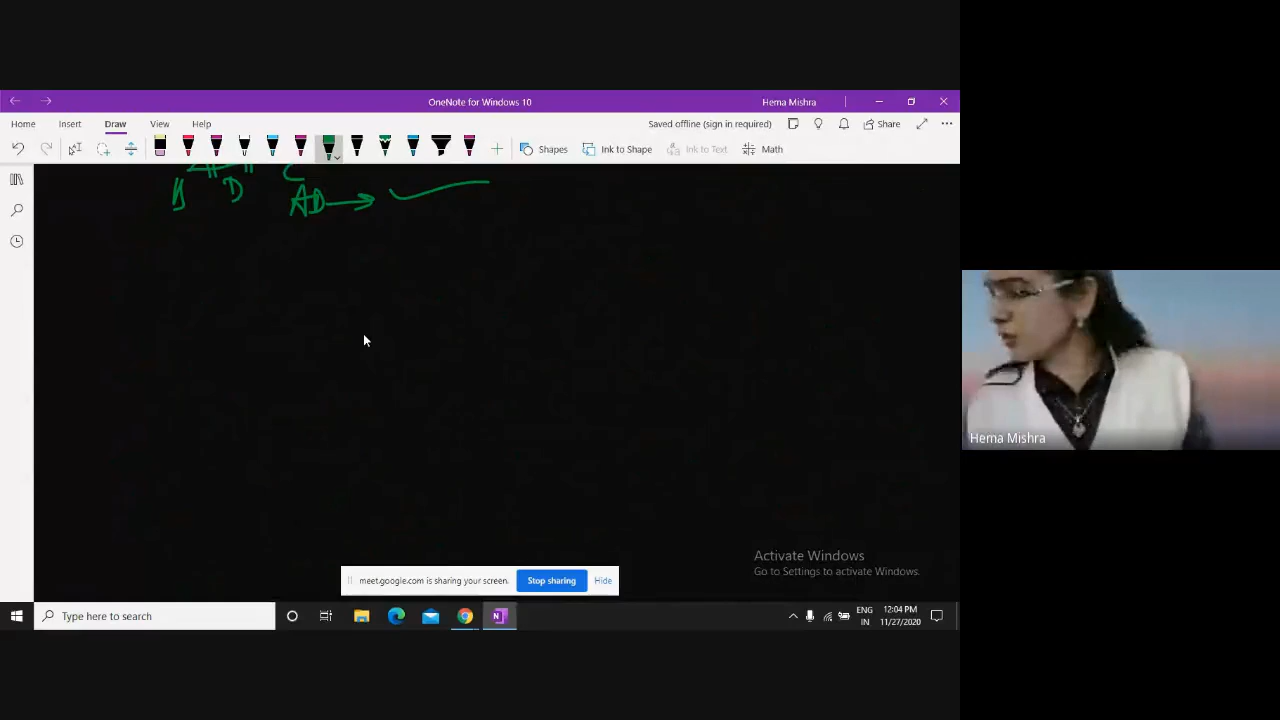 OneNote for Windows 10
Hema Mishra
Home Insert Draw View Help
Saved offline (sign in required)
Share
Shapes
Ink to Shape
Ink to Text
Math
B D C
AD
Hema Mishra
Activate Windows
Go to Settings to activate Windows.
meet.google.com is sharing your screen.
Stop sharing
Hide
Type here to search
ENG
IN
12:04 PM
11/27/2020